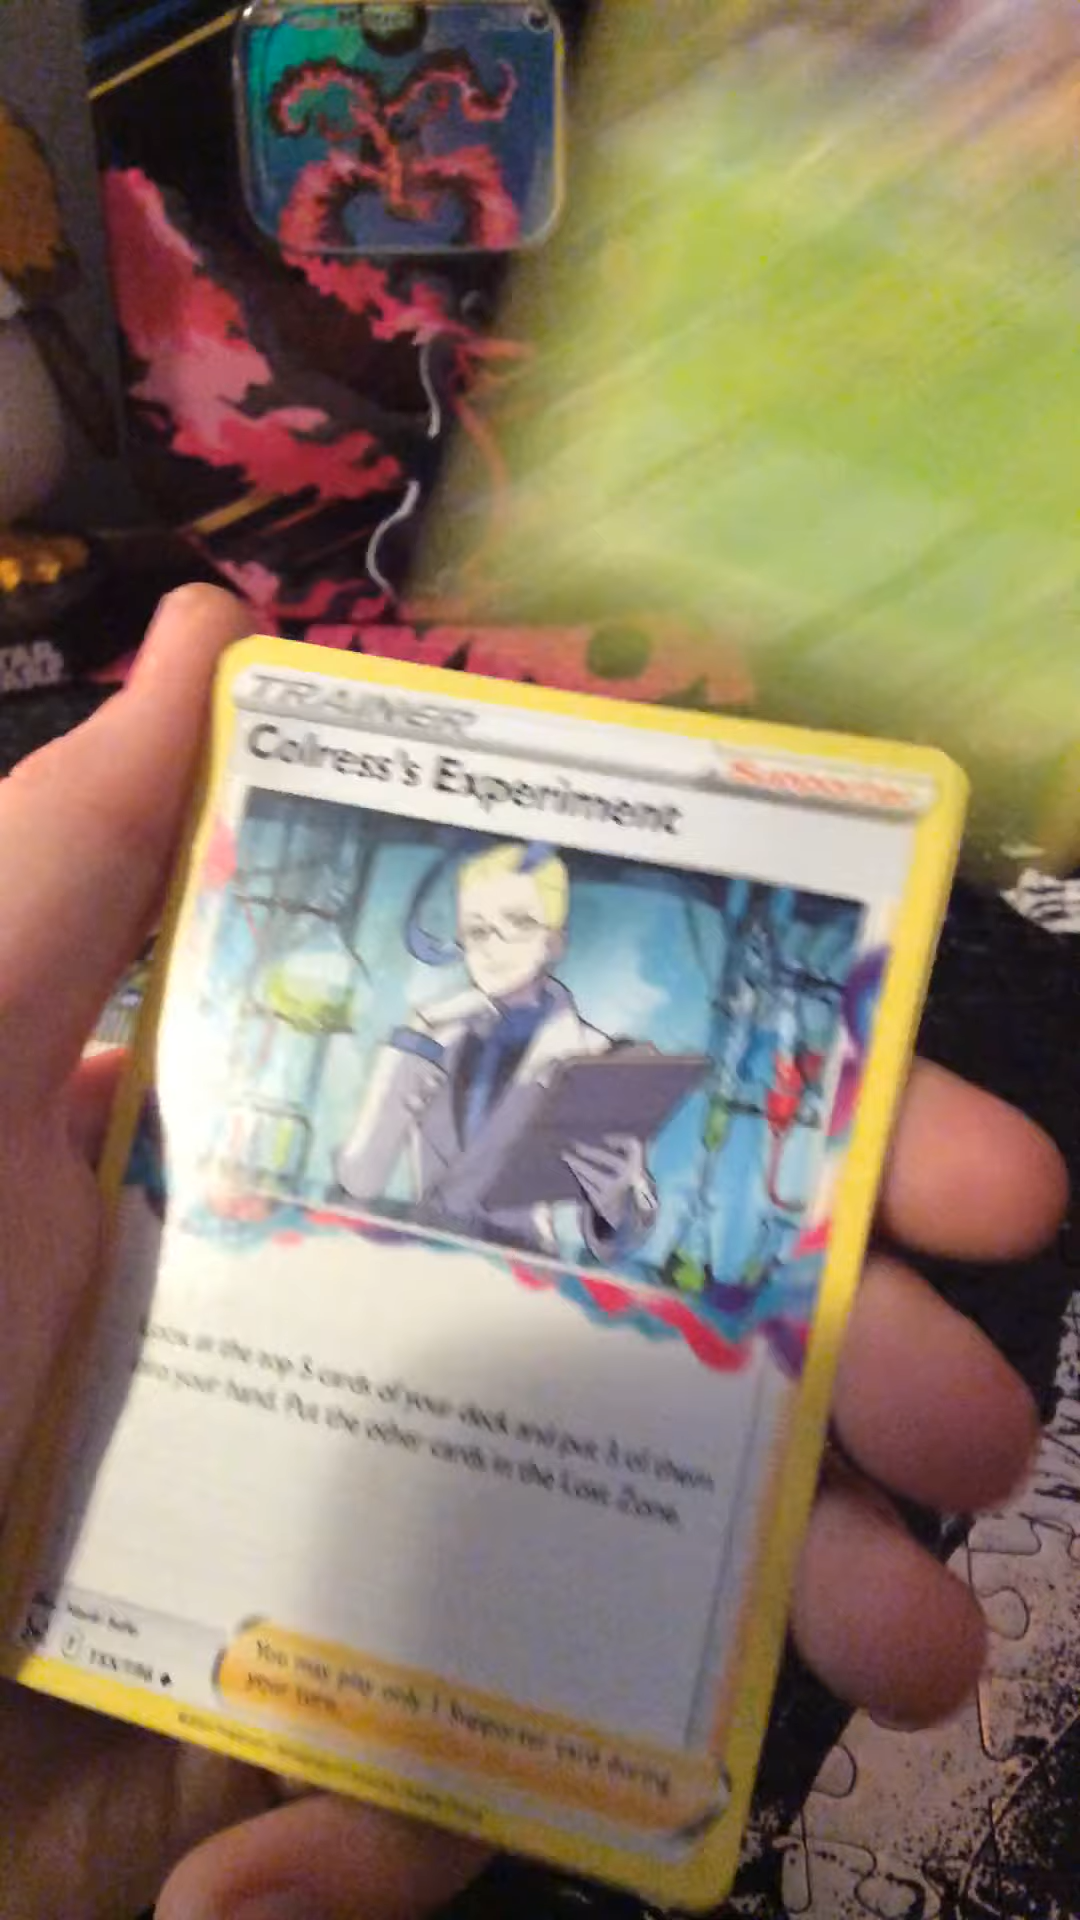 STAR
WARS
TRAINER
Supporter
Colress's Experiment
Look at the top 5 cards of your deck and put 3 of them
into your hand. Put the other cards in the Lost Zone.
You may play only 1 Supporter card during
your turn.